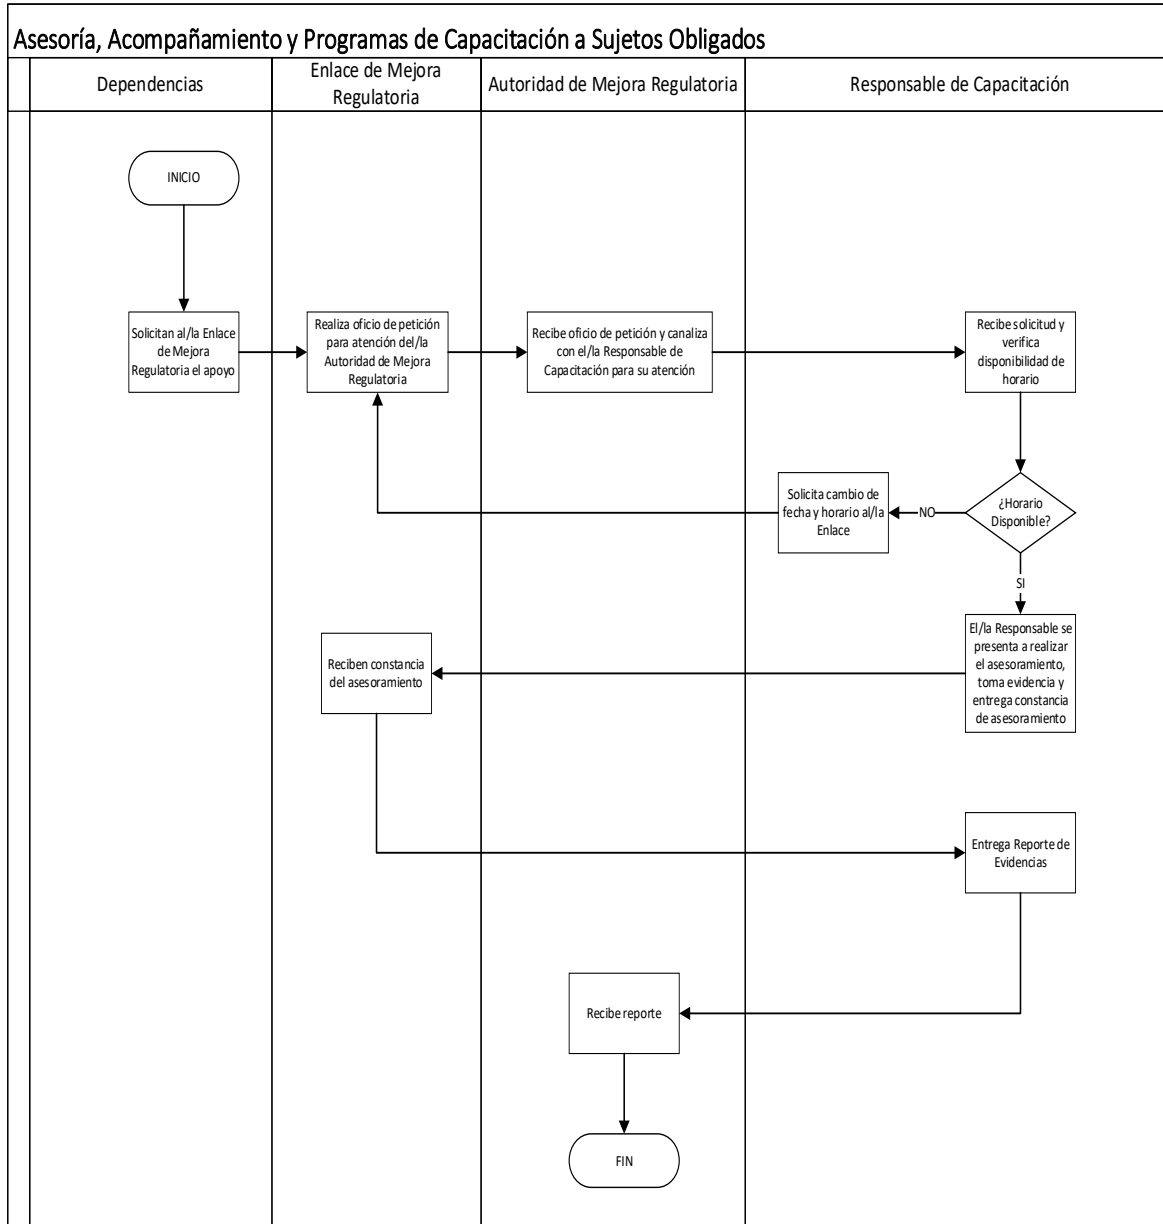 Asesoría, Acompañamiento y Programas de Capacitación a Sujetos Obligados
Dependencias
Enlace de Mejora
Regulatoria
Autoridad de Mejora Regulatoria
Responsable de Capacitación
INICIO
Solicitan al/la Enlace
de Mejora
Regulatoria el apoyo
Realiza oficio de petición
para atención del/la
Autoridad de Mejora
Regulatoria
Recibe oficio de petición y canaliza
con el/la Responsable de
Capacitación para su atención
Recibe solicitud y
verifica
disponibilidad de
horario
Solicita cambio de
fecha y horario al/la
Enlace
NO
¿Horario
Disponible?
SI
Reciben constancia
del asesoramiento
El/la Responsable se
presenta a realizar
el asesoramiento,
toma evidencia y
entrega constancia
de asesoramiento
Entrega Reporte de
Evidencias
Recibe reporte
FIN